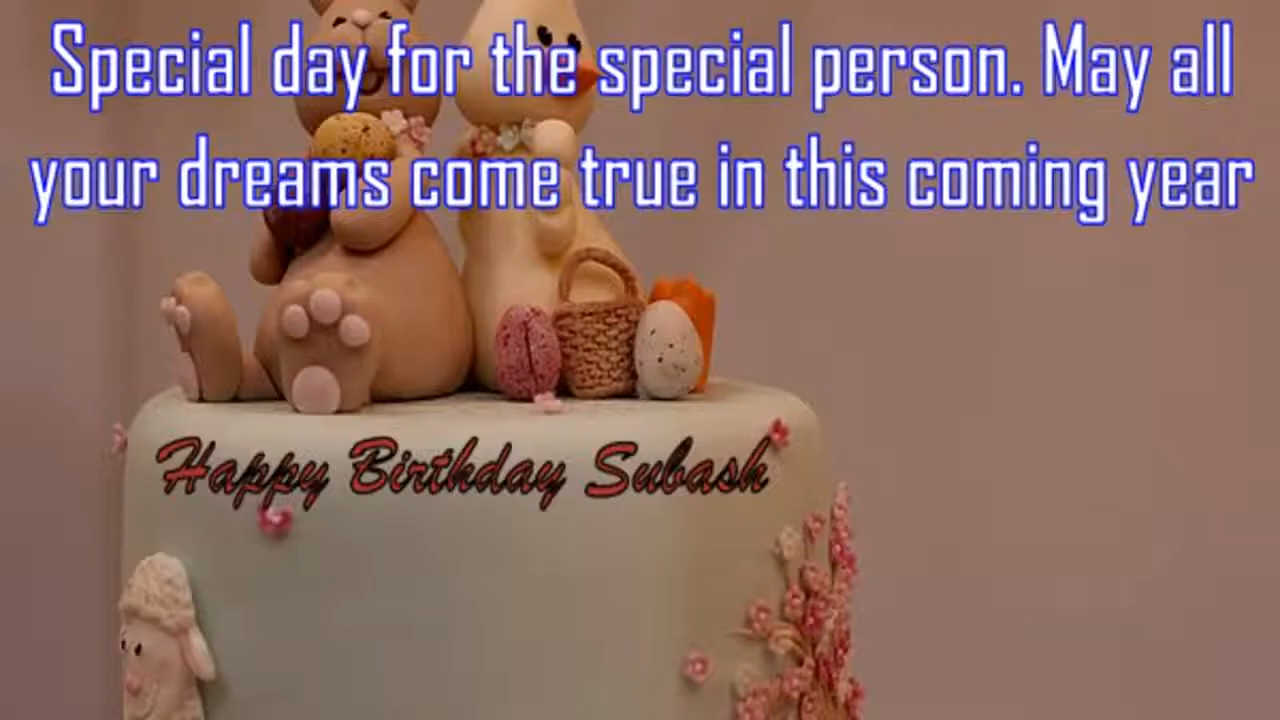 Special day for the special person. May all
your dreams come true in this coming year
Happy Birthday Subash